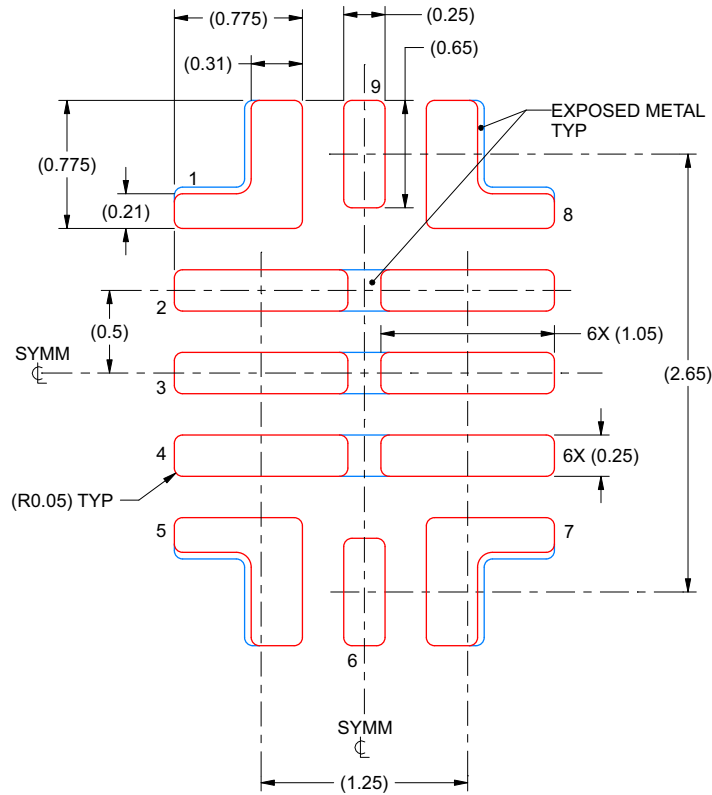 (0.775)
(0.25)
(0.31)
(0.65)
9
EXPOSED METAL
TYP
(0.775)
1
(0.21)
8
2
(0.5)
6X (1.05)
SYMM
℄
(2.65)
3
4
6X (0.25)
(R0.05) TYP
5
7
6
SYMM
℄
(1.25)